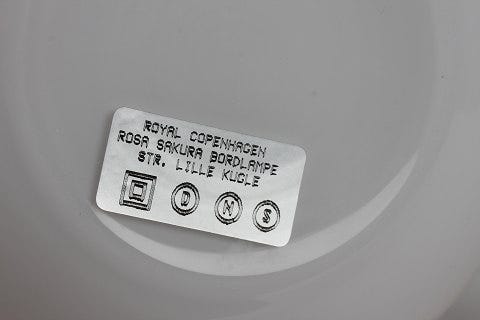 ROYAL COPENHAGEN
ROSA SAKURA BORDLAMPE
STR. LILLE KUGLE
D N S